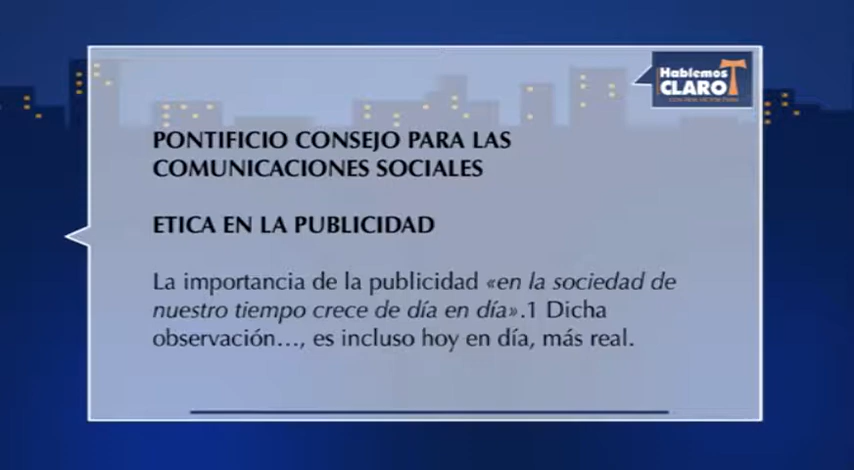 Hablemos
CLARO
PONTIFICIO CONSEJO PARA LAS
COMUNICACIONES SOCIALES
ETICA EN LA PUBLICIDAD
La importancia de la publicidad «en la sociedad de
nuestro tiempo crece de día en día».1 Dicha
observación..., es incluso hoy en día, más real.